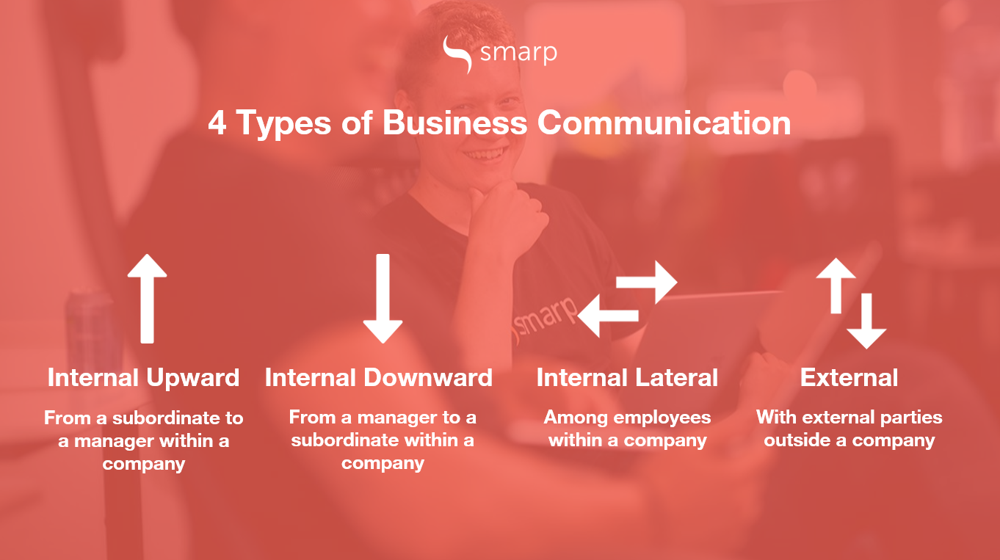 smarp
4 Types of Business Communication
smarp
Internal Upward
From a subordinate to
a manager within a
company
Internal Downward
From a manager to a
subordinate within a
company
Internal Lateral
Among employees
within a company
External
With external parties
outside a company